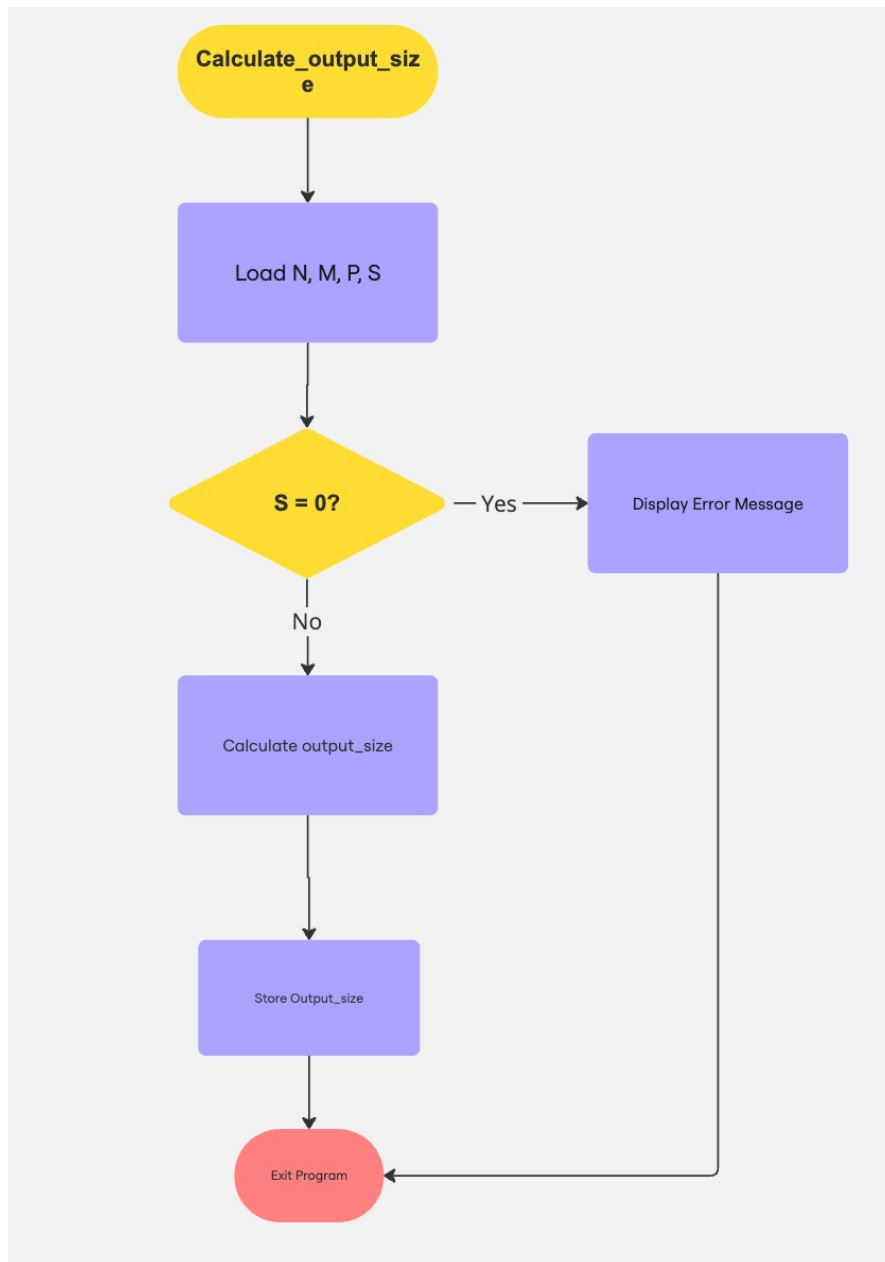 Calculate_output_siz
e
Load N, M, P, S
S = 0?
Yes
Display Error Message
No
Calculate output_size
Store Output_size
Exit Program